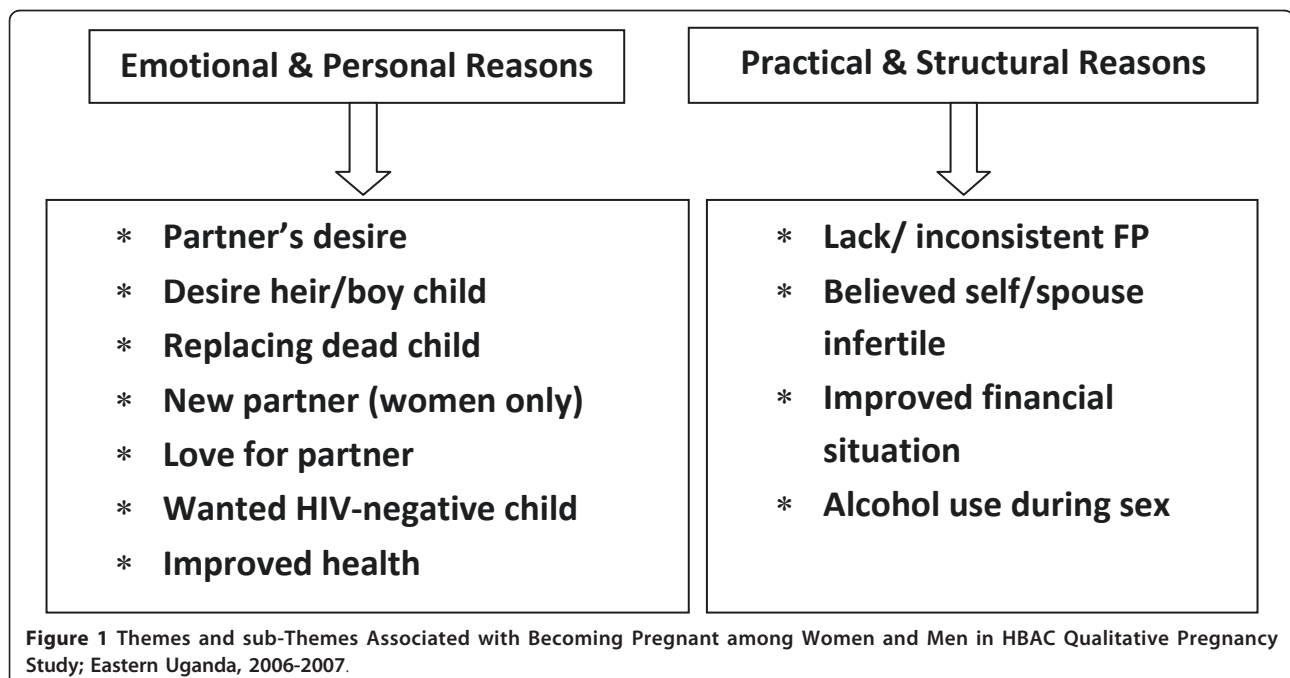 Emotional & Personal Reasons
Practical & Structural Reasons
* Partner's desire
* Desire heir/boy child
* Replacing dead child
* New partner (women only)
* Love for partner
* Wanted HIV-negative child
* Improved health
* Lack/ inconsistent FP
* Believed self/spouse
infertile
* Improved financial
situation
* Alcohol use during sex
Figure 1 Themes and sub-Themes Associated with Becoming Pregnant among Women and Men in HBAC Qualitative Pregnancy
Study; Eastern Uganda, 2006-2007.